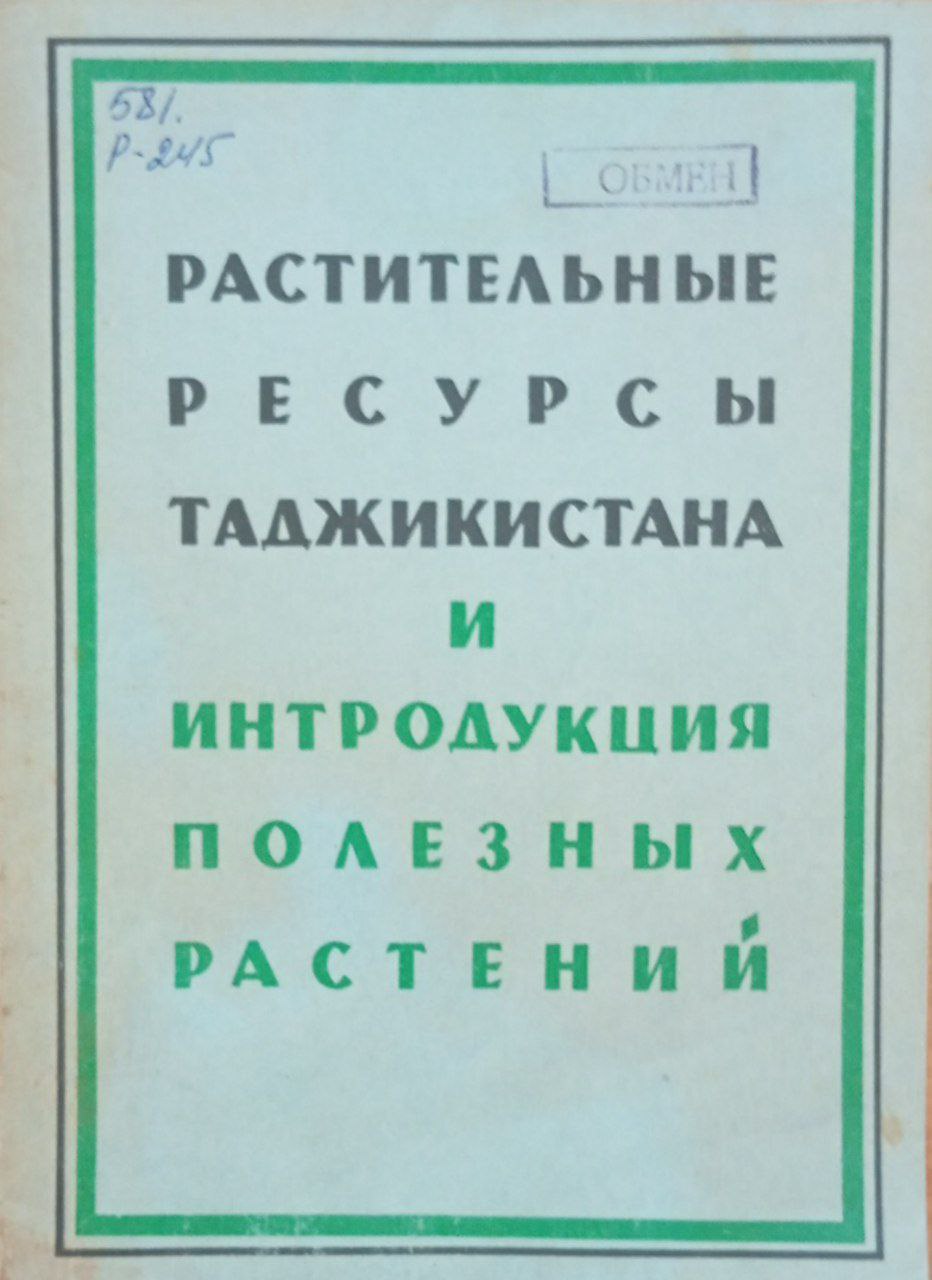 581.
Р-245
ОБМЕН
РАСТИТЕЛЬНЫЕ
РЕСУРСЫ
ТАДЖИКИСТАНА
И
ИНТРОДУКЦИЯ
ПОЛЕЗНЫХ
РАСТЕНИЙ